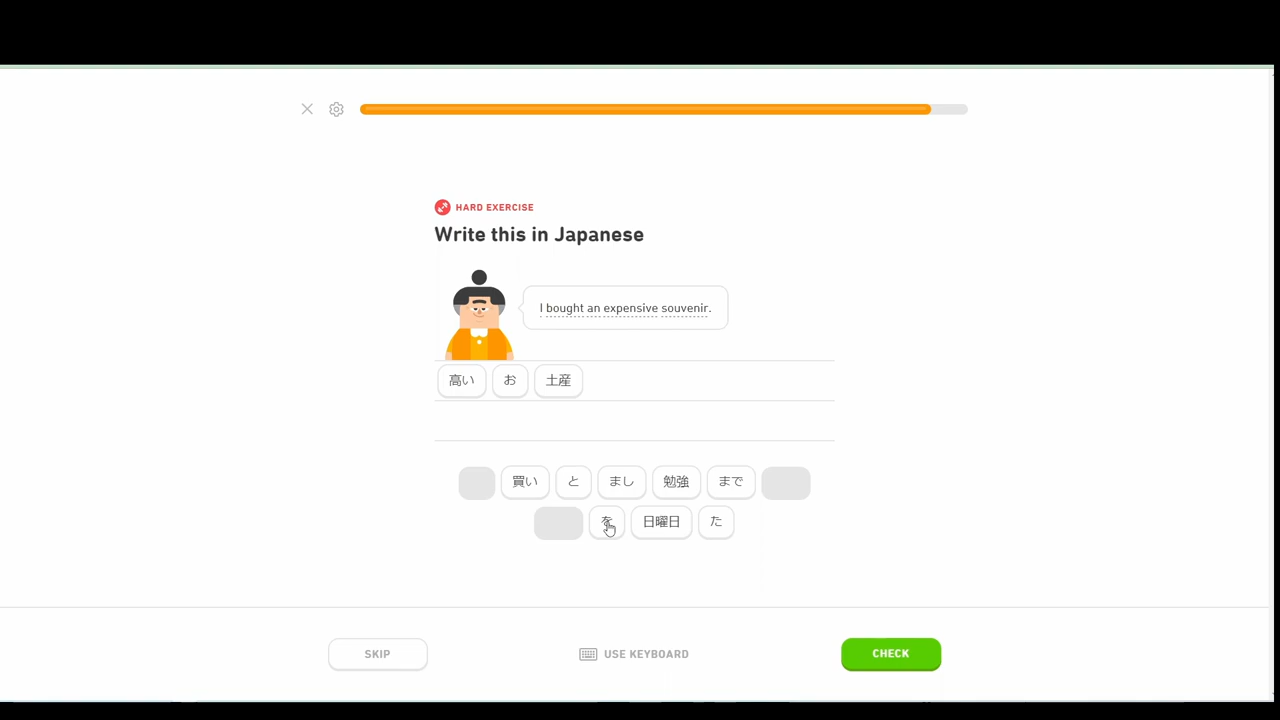 HARD EXERCISE
Write this in Japanese
I bought an expensive souvenir.
高い お 土産
買い と まし 勉強 まで
を 日曜日 た
SKIP USE KEYBOARD CHECK